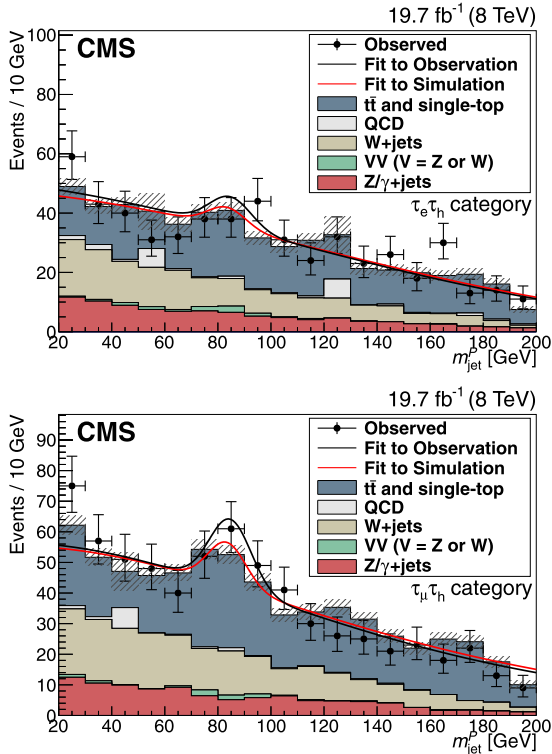 19.7 fb⁻¹ (8 TeV)
CMS
Events / 10 GeV
100
80
60
40
20
0
Observed
Fit to Observation
Fit to Simulation
tt̄ and single-top
QCD
W+jets
VV (V = Z or W)
Z/γ+jets
τₑτₕ category
20 40 60 80 100 120 140 160 180 200
m^P_jet [GeV]
19.7 fb⁻¹ (8 TeV)
CMS
Events / 10 GeV
90
80
70
60
50
40
30
20
10
0
Observed
Fit to Observation
Fit to Simulation
tt̄ and single-top
QCD
W+jets
VV (V = Z or W)
Z/γ+jets
τ_μτₕ category
20 40 60 80 100 120 140 160 180 200
m^P_jet [GeV]